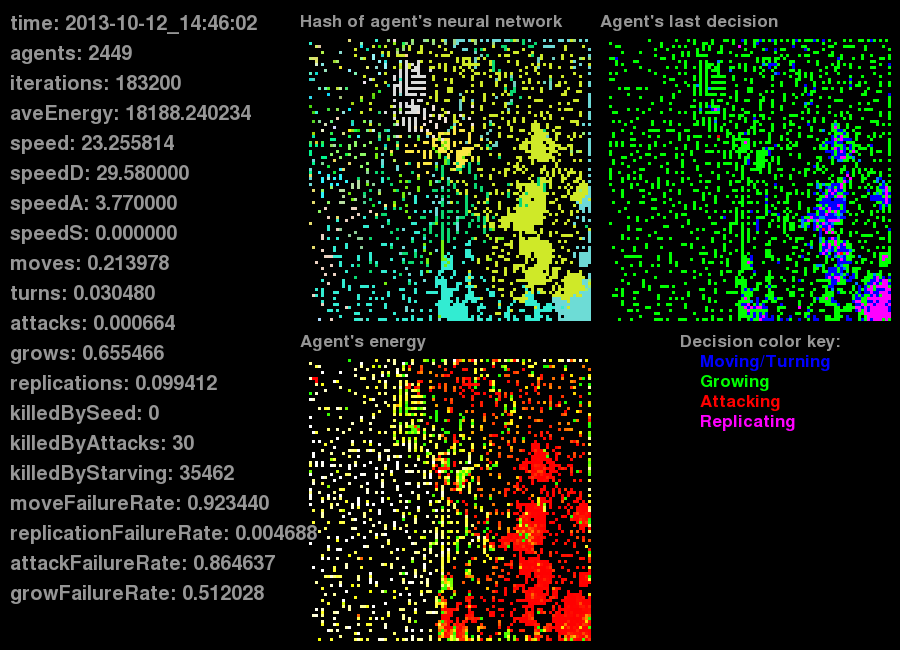 time: 2013-10-12_14:46:02
agents: 2449
iterations: 183200
aveEnergy: 18188.240234
speed: 23.255814
speedD: 29.580000
speedA: 3.770000
speedS: 0.000000
moves: 0.213978
turns: 0.030480
attacks: 0.000664
grows: 0.655466
replications: 0.099412
killedBySeed: 0
killedByAttacks: 30
killedByStarving: 35462
moveFailureRate: 0.923440
replicationFailureRate: 0.004688
attackFailureRate: 0.864637
growFailureRate: 0.512028
Hash of agent's neural network
Agent's last decision
Agent's energy
Decision color key:
Moving/Turning
Growing
Attacking
Replicating